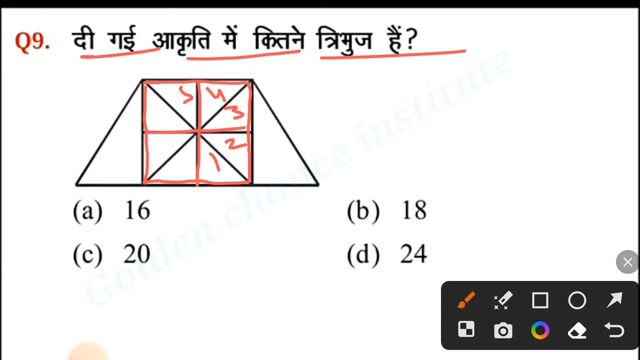 Q9. दी गई आकृति में कितने त्रिभुज हैं?
5 4
3
2
1
(a) 16 (b) 18
(c) 20 (d) 24
Golden chance institute